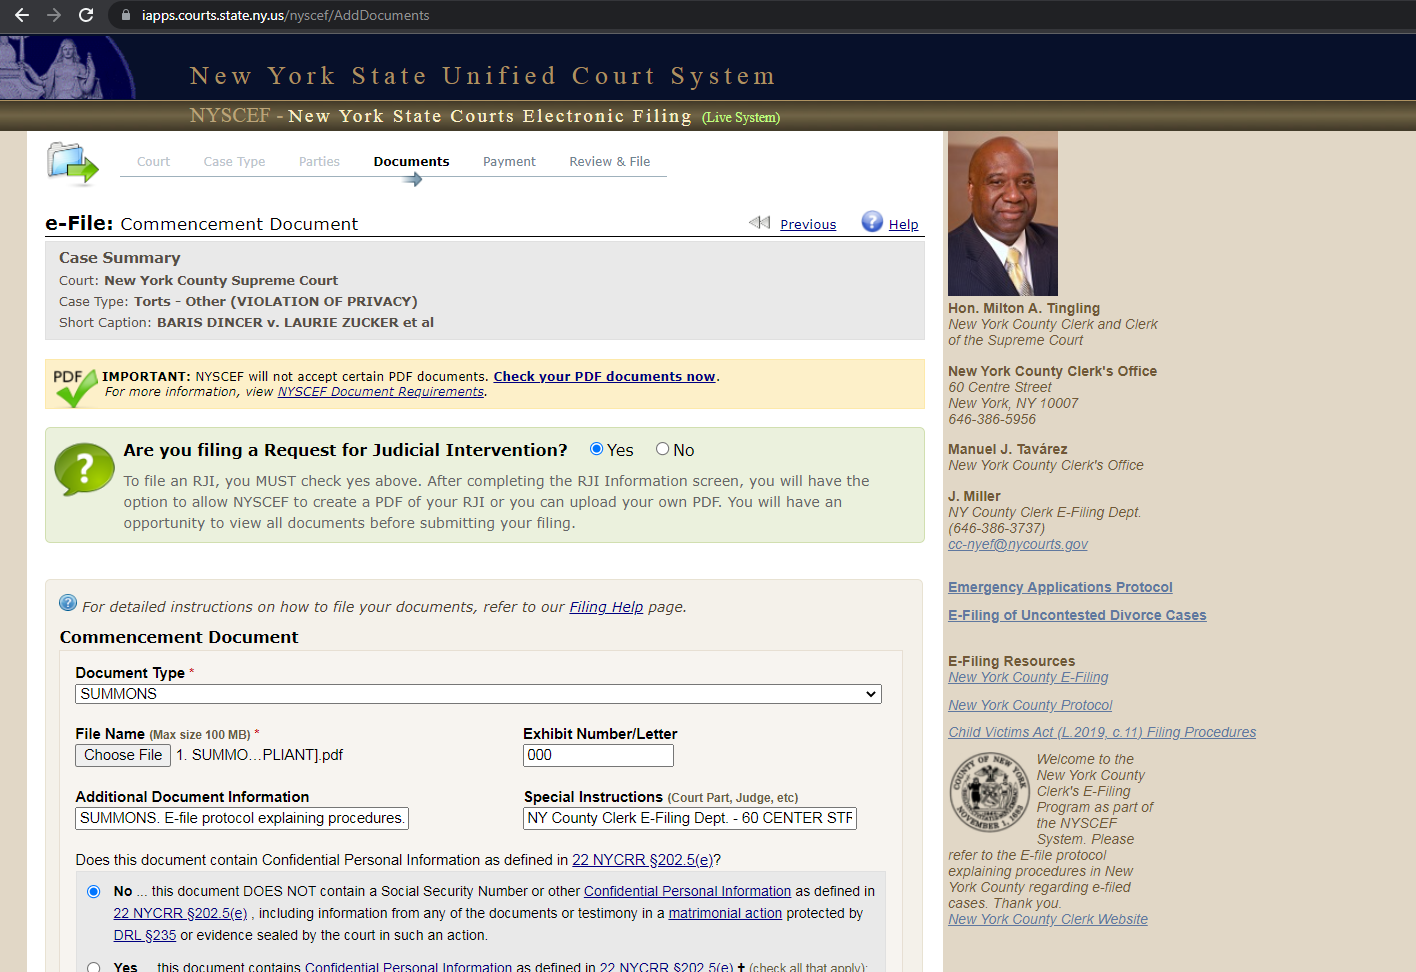 iapps.courts.state.ny.us/nyscef/AddDocuments
New York State Unified Court System
NYSCEF - New York State Courts Electronic Filing (Live System)
Court Case Type Parties Documents Payment Review & File
e-File: Commencement Document Previous Help
Case Summary
Court: New York County Supreme Court
Case Type: Torts - Other (VIOLATION OF PRIVACY)
Short Caption: BARIS DINCER v. LAURIE ZUCKER et al
PDF IMPORTANT: NYSCEF will not accept certain PDF documents. Check your PDF documents now.
For more information, view NYSCEF Document Requirements.
Are you filing a Request for Judicial Intervention? Yes No
To file an RJI, you MUST check yes above. After completing the RJI Information screen, you will have the
option to allow NYSCEF to create a PDF of your RJI or you can upload your own PDF. You will have an
opportunity to view all documents before submitting your filing.
For detailed instructions on how to file your documents, refer to our Filing Help page.
Commencement Document
Document Type *
SUMMONS
File Name (Max size 100 MB) * Exhibit Number/Letter
Choose File 1. SUMMO...PLIANT].pdf 000
Additional Document Information Special Instructions (Court Part, Judge, etc)
SUMMONS. E-file protocol explaining procedures. NY County Clerk E-Filing Dept. - 60 CENTER STR
Does this document contain Confidential Personal Information as defined in 22 NYCRR §202.5(e)?
No ... this document DOES NOT contain a Social Security Number or other Confidential Personal Information as defined in
22 NYCRR §202.5(e) , including information from any of the documents or testimony in a matrimonial action protected by
DRL §235 or evidence sealed by the court in such an action.
Yes ... this document contains Confidential Personal Information as defined in 22 NYCRR §202.5(e) † (check all that apply):
Hon. Milton A. Tingling
New York County Clerk and Clerk
of the Supreme Court
New York County Clerk's Office
60 Centre Street
New York, NY 10007
646-386-5956
Manuel J. Tavárez
New York County Clerk's Office
J. Miller
NY County Clerk E-Filing Dept.
(646-386-3737)
cc-nyef@nycourts.gov
Emergency Applications Protocol
E-Filing of Uncontested Divorce Cases
E-Filing Resources
New York County E-Filing
New York County Protocol
Child Victims Act (L.2019, c.11) Filing Procedures
COUNTY OF NEW YORK NOVEMBER 1, 1683
Welcome to the
New York County
Clerk's E-Filing
Program as part of
the NYSCEF
System. Please
refer to the E-file protocol
explaining procedures in New
York County regarding e-filed
cases. Thank you.
New York County Clerk Website